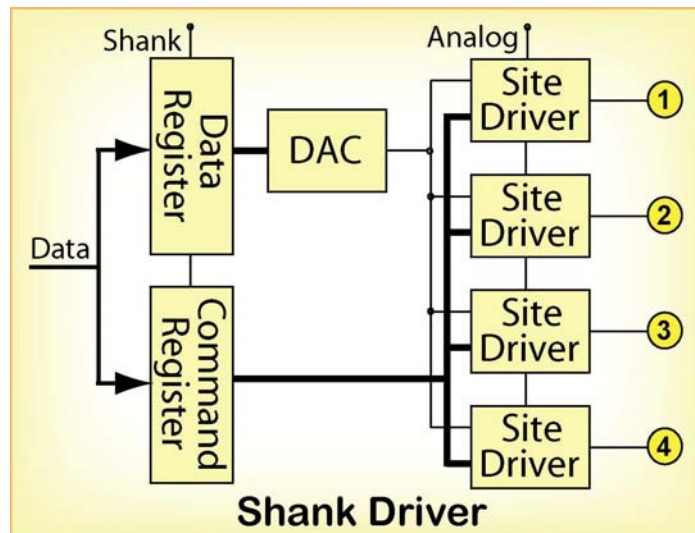 Shank
Analog
Data
Register
DAC
Site
Driver
1
Site
Driver
2
Data
Command
Register
Site
Driver
3
Site
Driver
4
Shank Driver